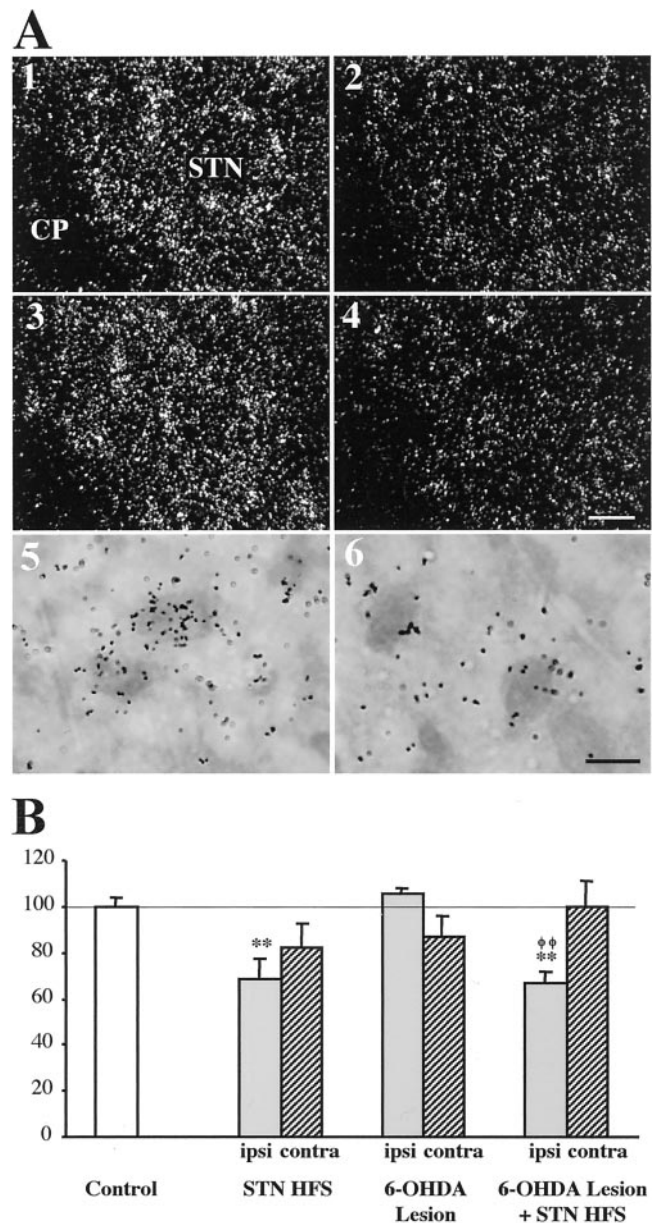 A
1
2
STN
CP
3
4
5
6
B
120
100
80
60
40
20
0
**
ϕϕ
**
ipsi contra
ipsi contra
ipsi contra
Control
STN HFS
6-OHDA
Lesion
6-OHDA Lesion
+ STN HFS